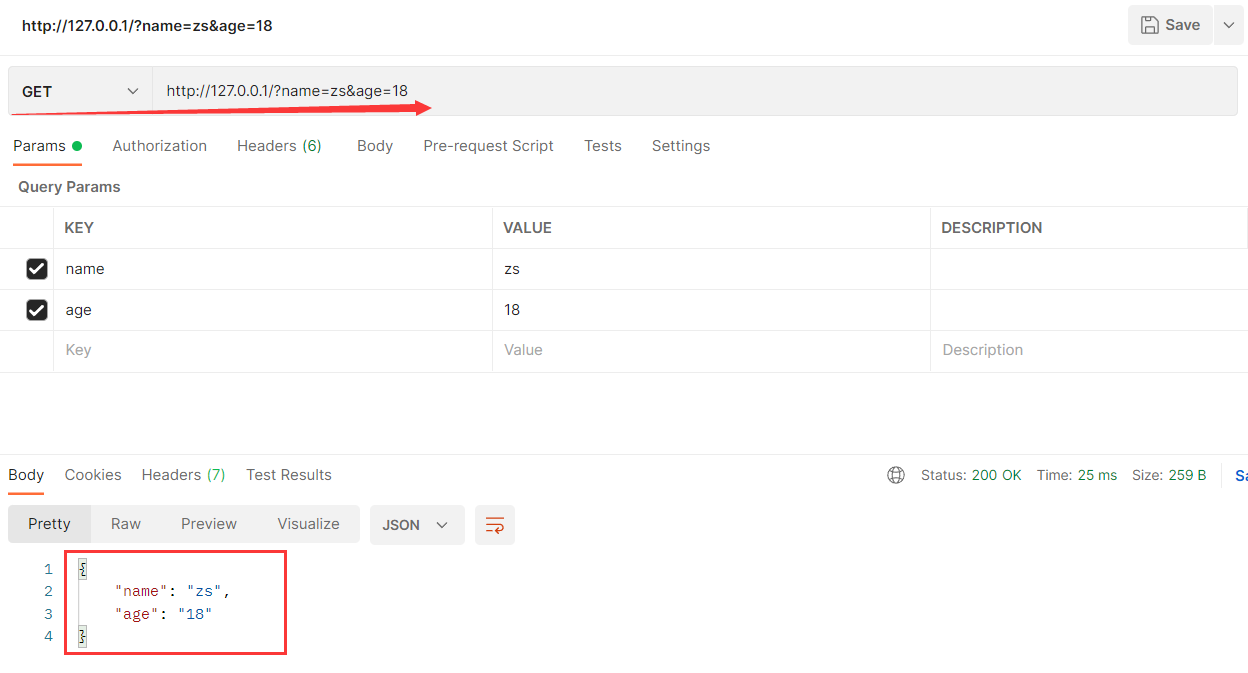 http://127.0.0.1/?name=zs&age=18
Save
GET http://127.0.0.1/?name=zs&age=18
Params Authorization Headers (6) Body Pre-request Script Tests Settings
Query Params
KEY VALUE DESCRIPTION
name zs
age 18
Key Value Description
Body Cookies Headers (7) Test Results Status: 200 OK Time: 25 ms Size: 259 B Sa
Pretty Raw Preview Visualize JSON
1 {
2 "name": "zs",
3 "age": "18"
4 }